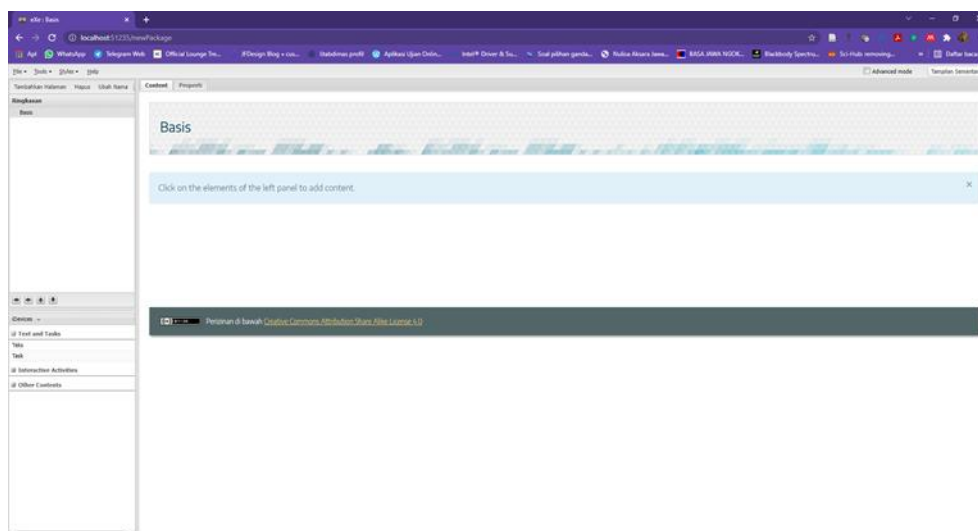 eXe : Basis
localhost:51235/newPackage
Apl WhatsApp Telegram Web Official Lounge Tre... IFDesign Blog • cus... Aplikasi Ujian Onlin... Intel® Driver & Su... Soal pilihan ganda... Nulisa Aksara Jawa... BASA JAWA NGOK... Blackbody Spectru... Sci-Hub: removing...
File Tools Styles Help
Advanced mode
Tambahkan Halaman Hapus Ubah Nama
Content Properti
Ringkasan
Basis
Basis
Click on the elements of the left panel to add content.
×
iDevices
Perizinan di bawah Creative Commons Attribution Share Alike License 4.0
Text and Tasks
Teks
Task
Interactive Activities
Other Contents